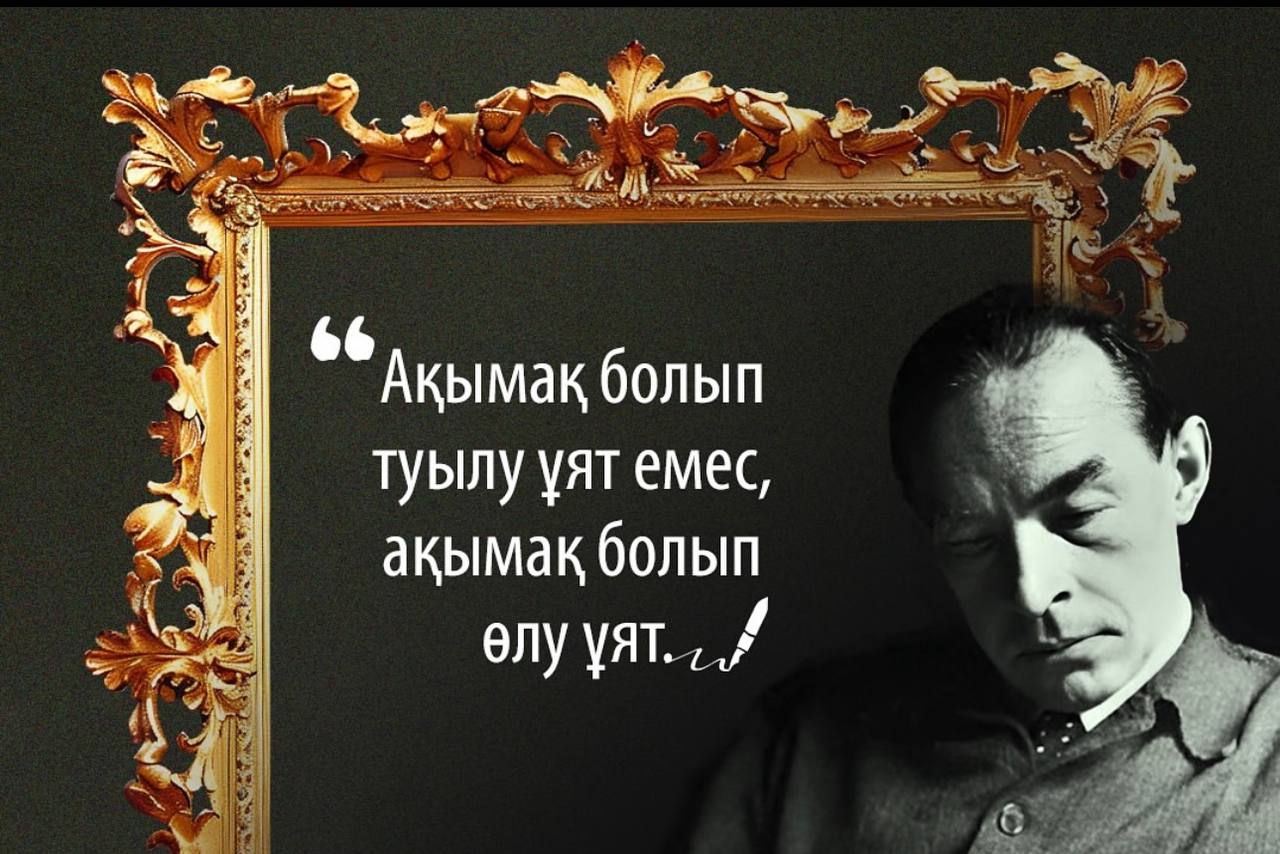 “Ақымақ болып
туылу ұят емес,
ақымақ болып
өлу ұят.